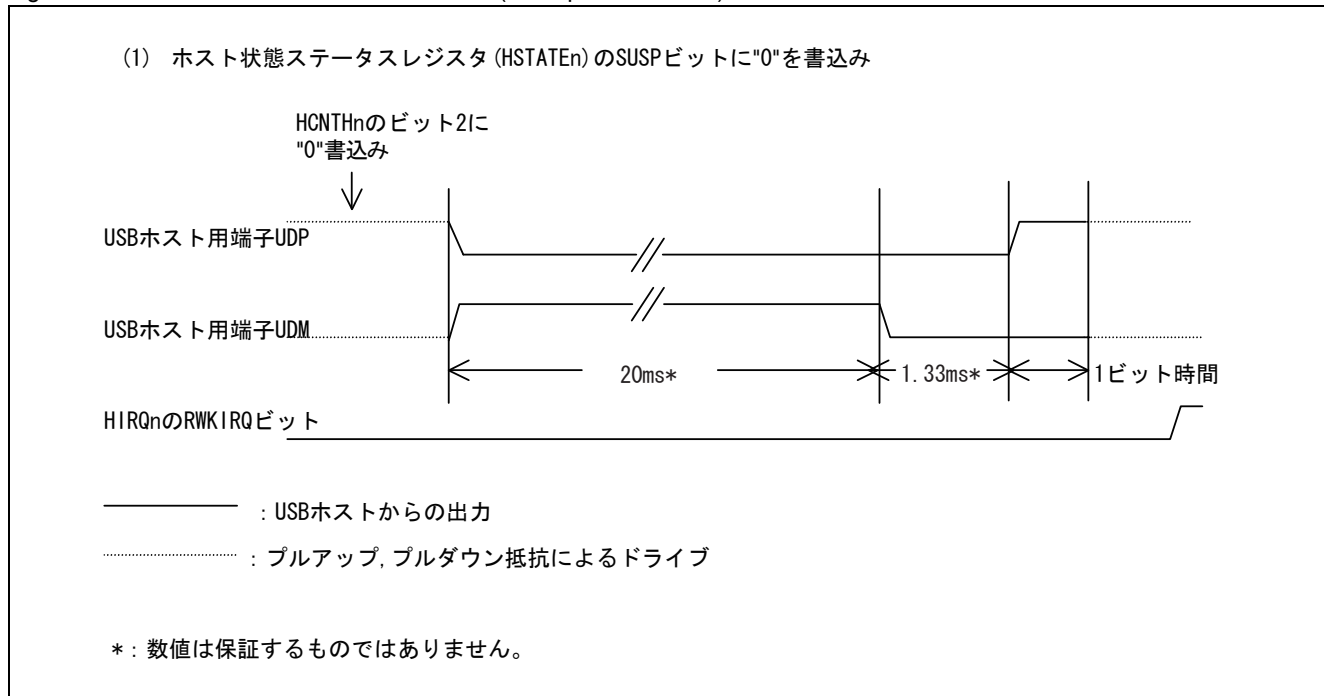 (1) ホスト状態ステータスレジスタ(HSTATEn)のSUSPビットに"0"を書込み
HCNTHnのビット2に
"0"書込み
USBホスト用端子UDP
USBホスト用端子UDM
20ms*
1.33ms*
1ビット時間
HIRQnのRWKIRQビット
：USBホストからの出力
：プルアップ,プルダウン抵抗によるドライブ
*：数値は保証するものではありません。